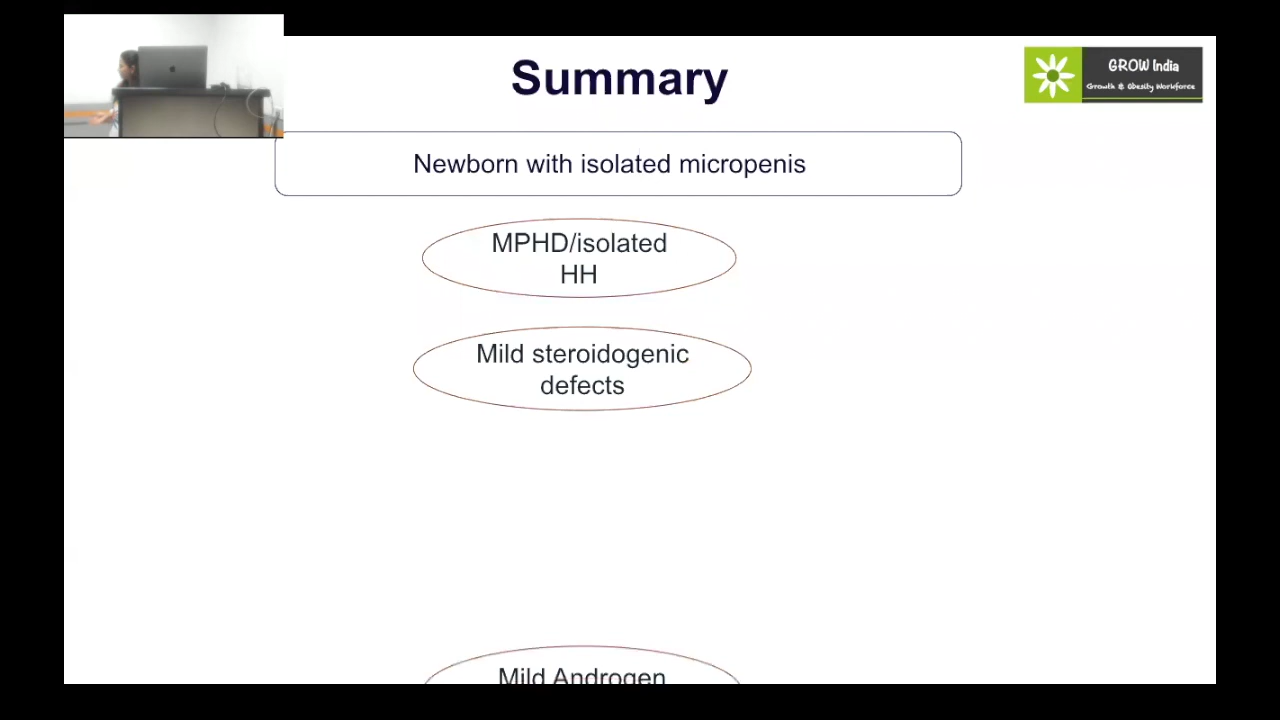 Summary
GROW India
Growth & Obesity Workforce
Newborn with isolated micropenis
MPHD/isolated
HH
Mild steroidogenic
defects
Mild Androgen